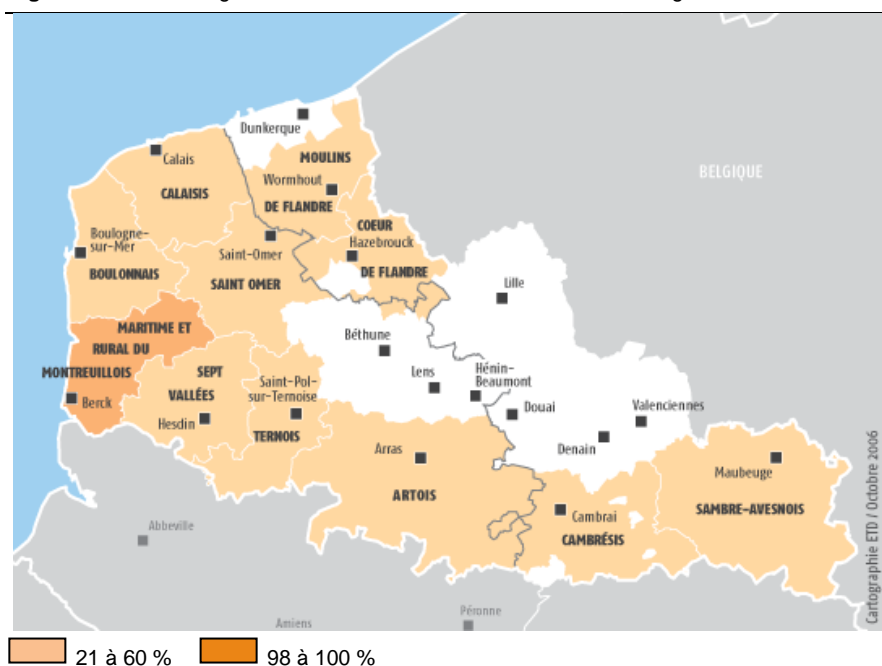 Dunkerque
MOULINS
Calais
Wormhout
CALAISIS
DE FLANDRE
BELGIQUE
COEUR
Boulogne-
sur-Mer
Saint-Omer
Hazebrouck
BOULONNAIS
DE FLANDRE
SAINT OMER
Lille
MARITIME ET
RURAL DU
MONTREUILLOIS
Béthune
SEPT
VALLÉES
Saint-Pol-
sur-Ternoise
Lens
Hénin-
Beaumont
Berck
Hesdin
Douai
Valenciennes
TERNOIS
Denain
Arras
Maubeuge
ARTOIS
SAMBRE-AVESNOIS
Cambrai
CAMBRÉSIS
Abbeville
Amiens
Péronne
Cartographie ETD / Octobre 2006
21 à 60 %
98 à 100 %